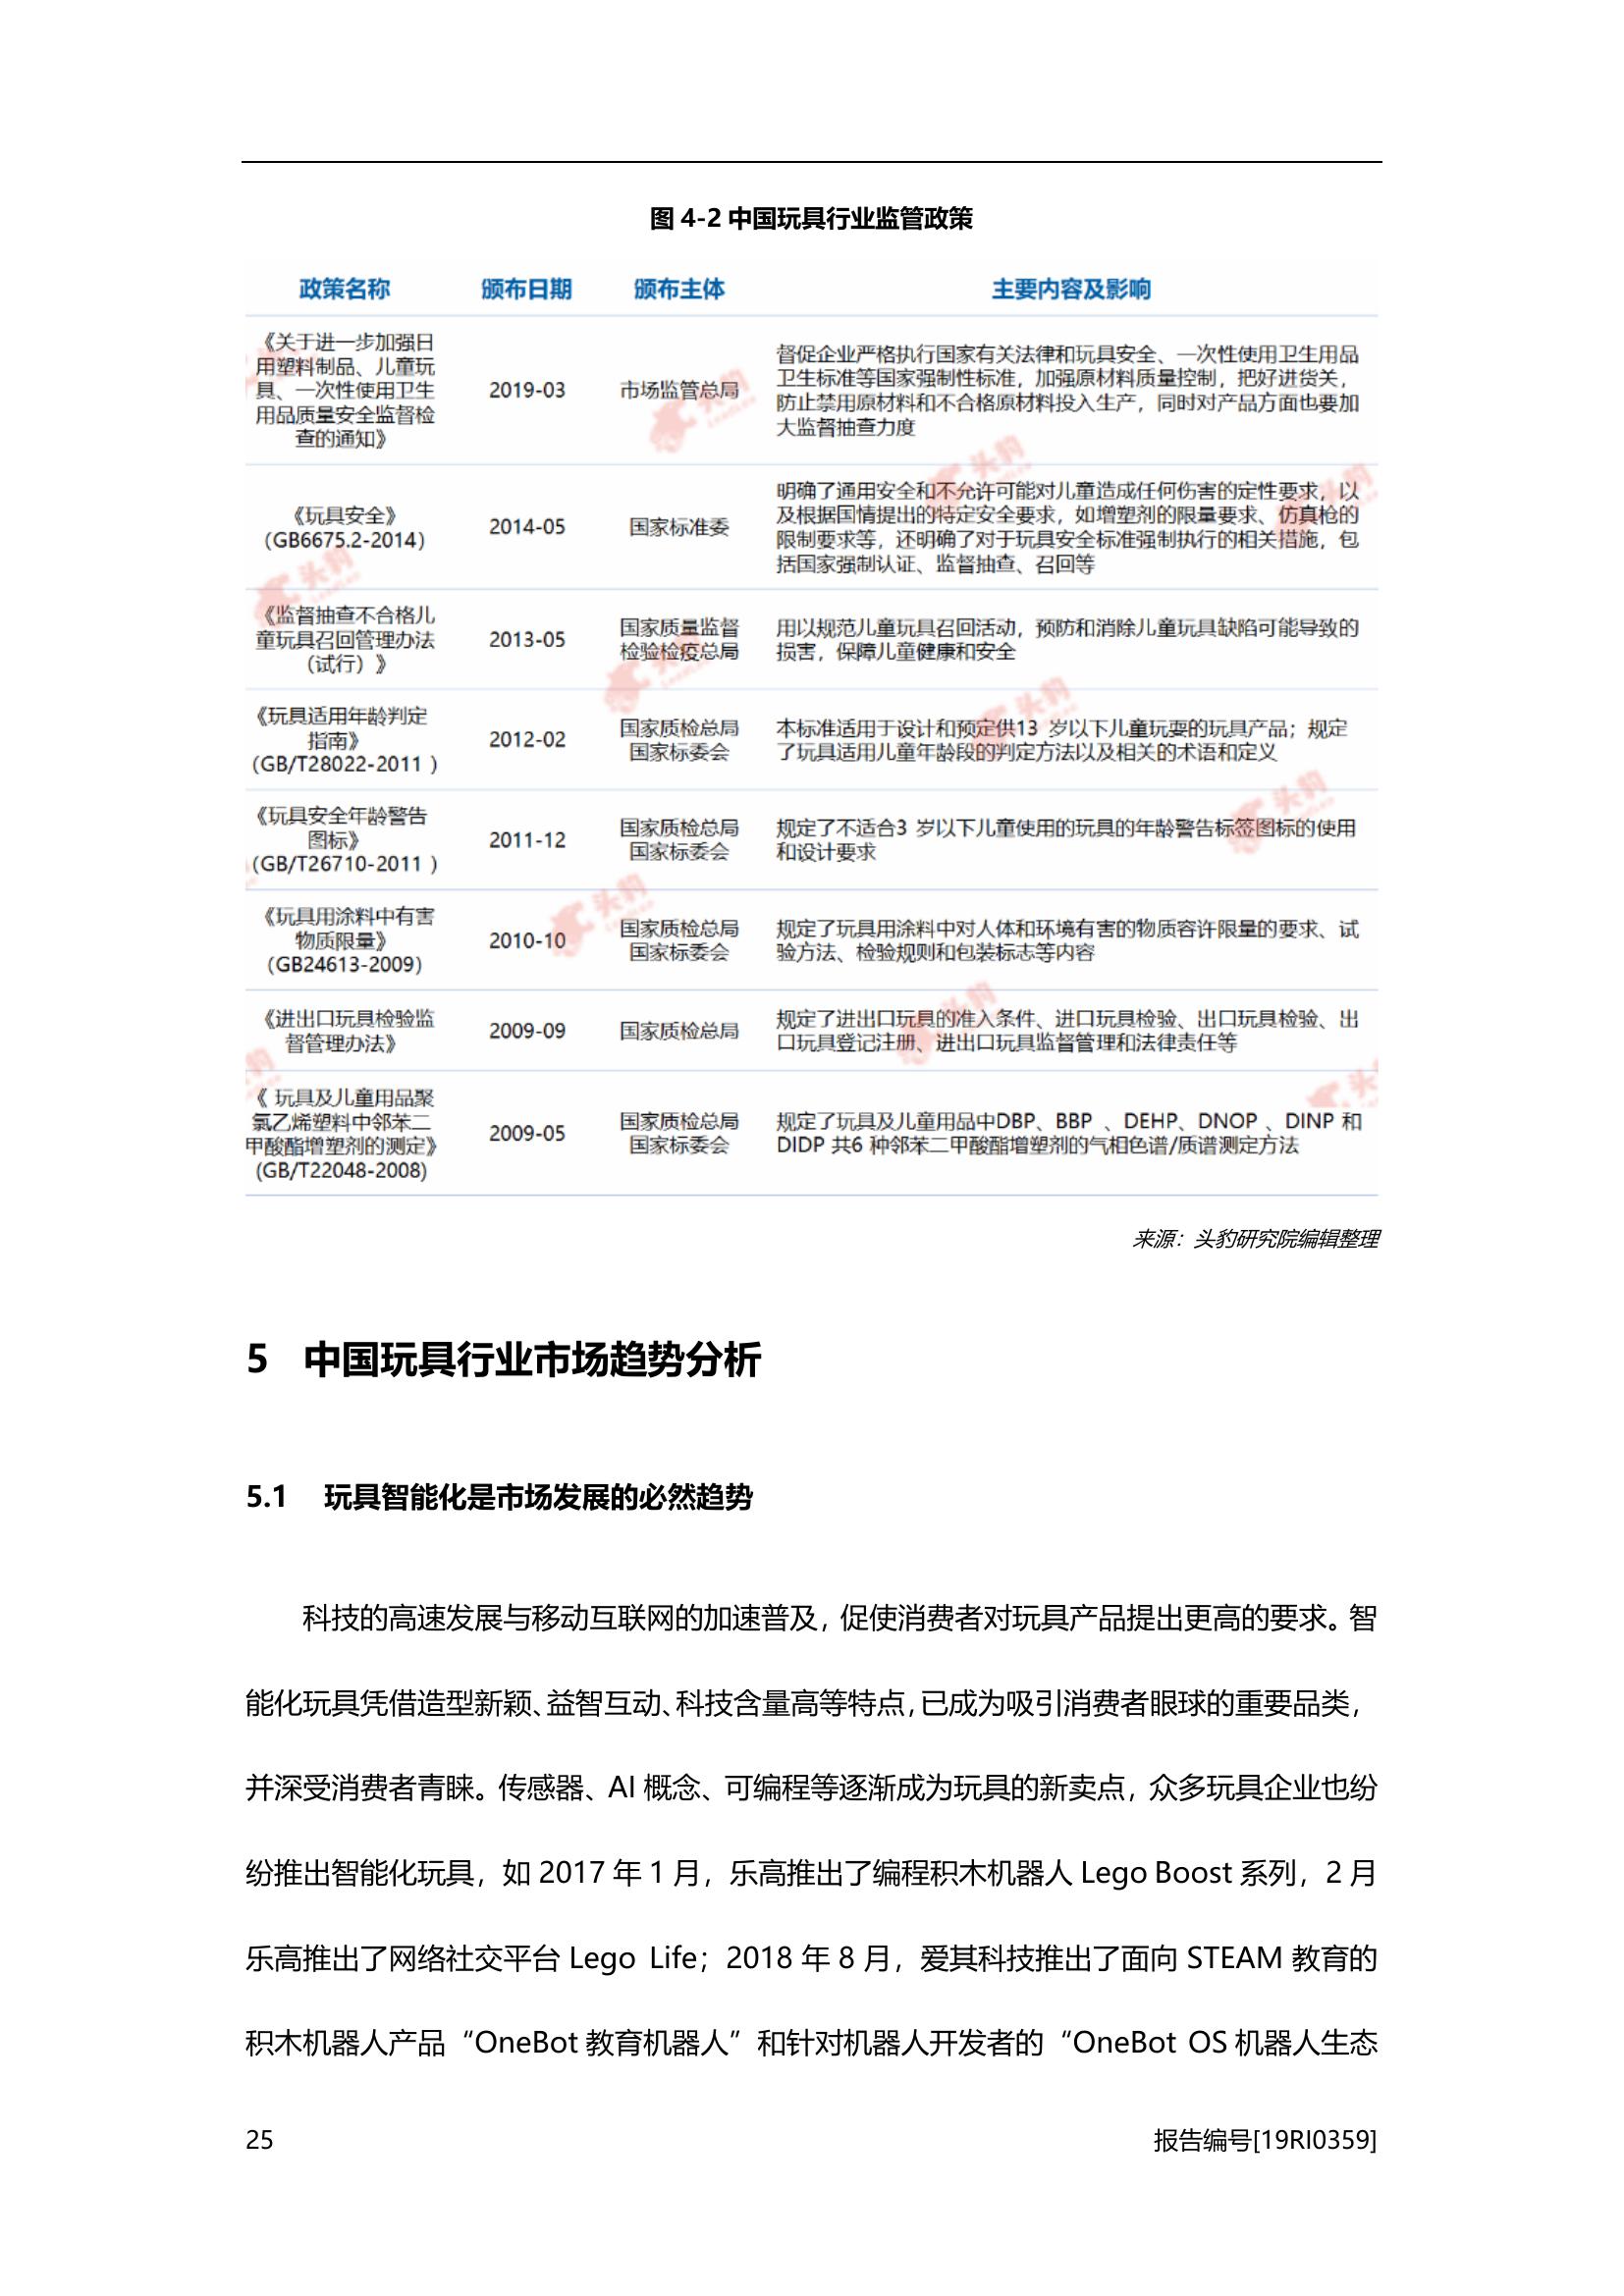 图 4-2 中国玩具行业监管政策
政策名称 颁布日期 颁布主体 主要内容及影响
《关于进一步加强日
用塑料制品、儿童玩
具、一次性使用卫生
用品质量安全监督检
查的通知》
2019-03
市场监管总局
督促企业严格执行国家有关法律和玩具安全、一次性使用卫生用品
卫生标准等国家强制性标准，加强原材料质量控制，把好进货关，
防止禁用原材料和不合格原材料投入生产，同时对产品方面也要加
大监督抽查力度
《玩具安全》
（GB6675.2-2014）
2014-05
国家标准委
明确了通用安全和不允许可能对儿童造成任何伤害的定性要求，以
及根据国情提出的特定安全要求，如增塑剂的限量要求、仿真枪的
限制要求等，还明确了对于玩具安全标准强制执行的相关措施，包
括国家强制认证、监督抽查、召回等
《监督抽查不合格儿
童玩具召回管理办法
（试行）》
2013-05
国家质量监督
检验检疫总局
用以规范儿童玩具召回活动，预防和消除儿童玩具缺陷可能导致的
损害，保障儿童健康和安全
《玩具适用年龄判定
指南》
（GB/T28022-2011 ）
2012-02
国家质检总局
国家标委会
本标准适用于设计和预定供13 岁以下儿童玩耍的玩具产品；规定
了玩具适用儿童年龄段的判定方法以及相关的术语和定义
《玩具安全年龄警告
图标》
（GB/T26710-2011 ）
2011-12
国家质检总局
国家标委会
规定了不适合3 岁以下儿童使用的玩具的年龄警告标签图标的使用
和设计要求
《玩具用涂料中有害
物质限量》
（GB24613-2009）
2010-10
国家质检总局
国家标委会
规定了玩具用涂料中对人体和环境有害的物质容许限量的要求、试
验方法、检验规则和包装标志等内容
《进出口玩具检验监
督管理办法》
2009-09
国家质检总局
规定了进出口玩具的准入条件、进口玩具检验、出口玩具检验、出
口玩具登记注册、进出口玩具监督管理和法律责任等
《 玩具及儿童用品聚
氯乙烯塑料中邻苯二
甲酸酯增塑剂的测定》
(GB/T22048-2008)
2009-05
国家质检总局
国家标委会
规定了玩具及儿童用品中DBP、BBP 、DEHP、DNOP 、DINP 和
DIDP 共6 种邻苯二甲酸酯增塑剂的气相色谱/质谱测定方法
来源：头豹研究院编辑整理
5 中国玩具行业市场趋势分析
5.1 玩具智能化是市场发展的必然趋势
科技的高速发展与移动互联网的加速普及，促使消费者对玩具产品提出更高的要求。智
能化玩具凭借造型新颖、益智互动、科技含量高等特点，已成为吸引消费者眼球的重要品类，
并深受消费者青睐。传感器、AI 概念、可编程等逐渐成为玩具的新卖点，众多玩具企业也纷
纷推出智能化玩具，如 2017 年 1 月，乐高推出了编程积木机器人 Lego Boost 系列，2 月
乐高推出了网络社交平台 Lego Life；2018 年 8 月，爱其科技推出了面向 STEAM 教育的
积木机器人产品“OneBot 教育机器人”和针对机器人开发者的“OneBot OS 机器人生态
25 报告编号[19RI0359]